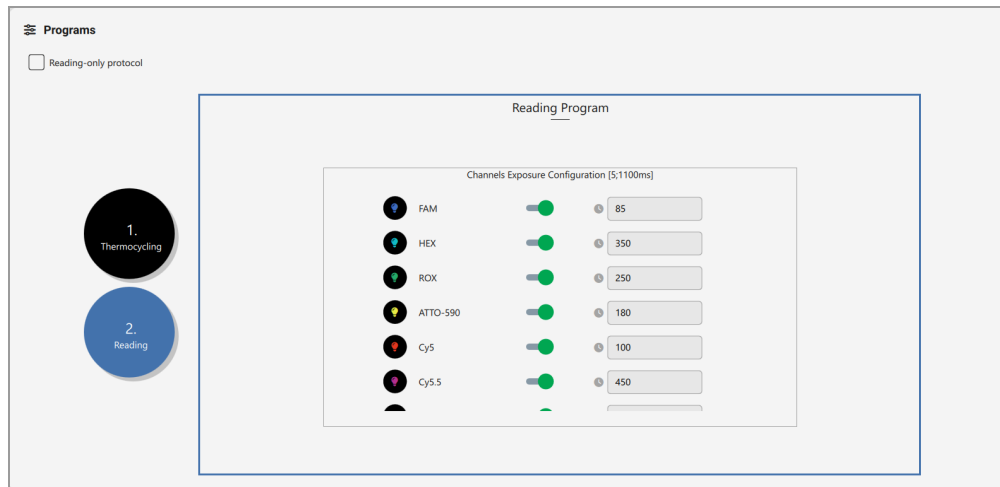 Programs
Reading-only protocol
Reading Program
Channels Exposure Configuration [5;1100ms]
FAM 85
HEX 350
ROX 250
ATTO-590 180
Cy5 100
Cy5.5 450
1.
Thermocycling
2.
Reading